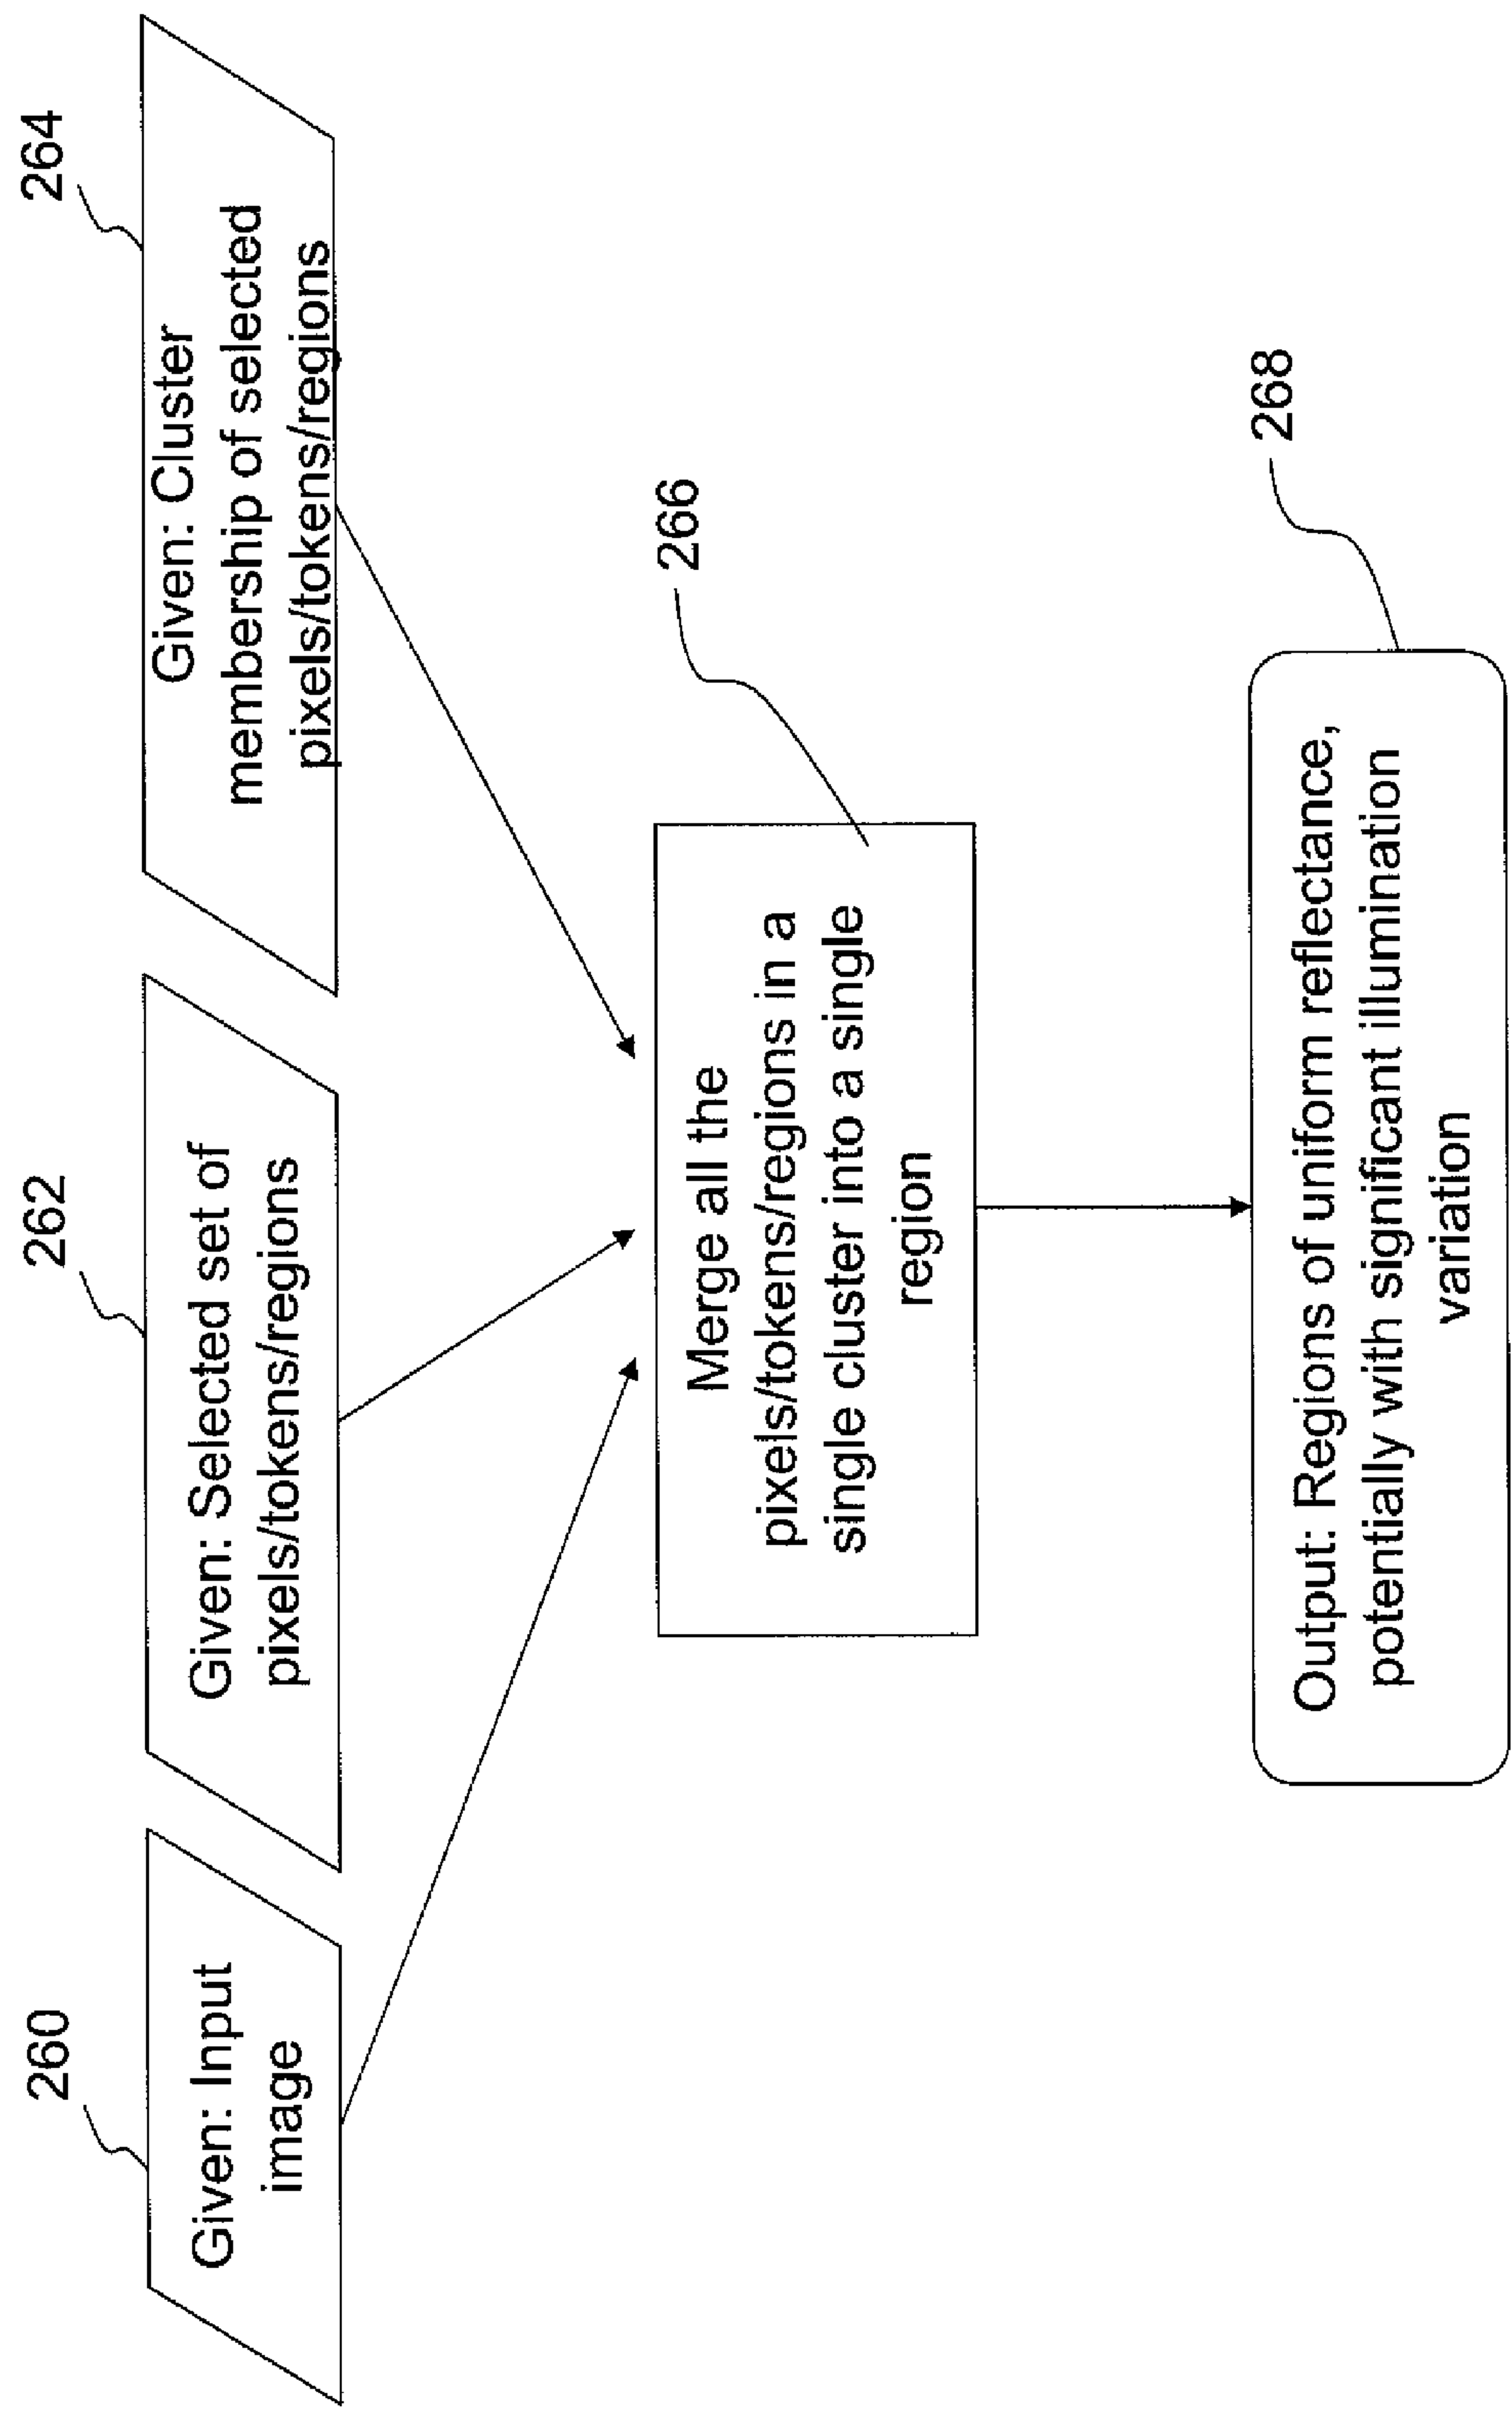 260
Given: Input
image
262
Given: Selected set of
pixels/tokens/regions
264
Given: Cluster
membership of selected
pixels/tokens/regions
266
Merge all the
pixels/tokens/regions in a
single cluster into a single
region
268
Output: Regions of uniform reflectance,
potentially with significant illumination
variation